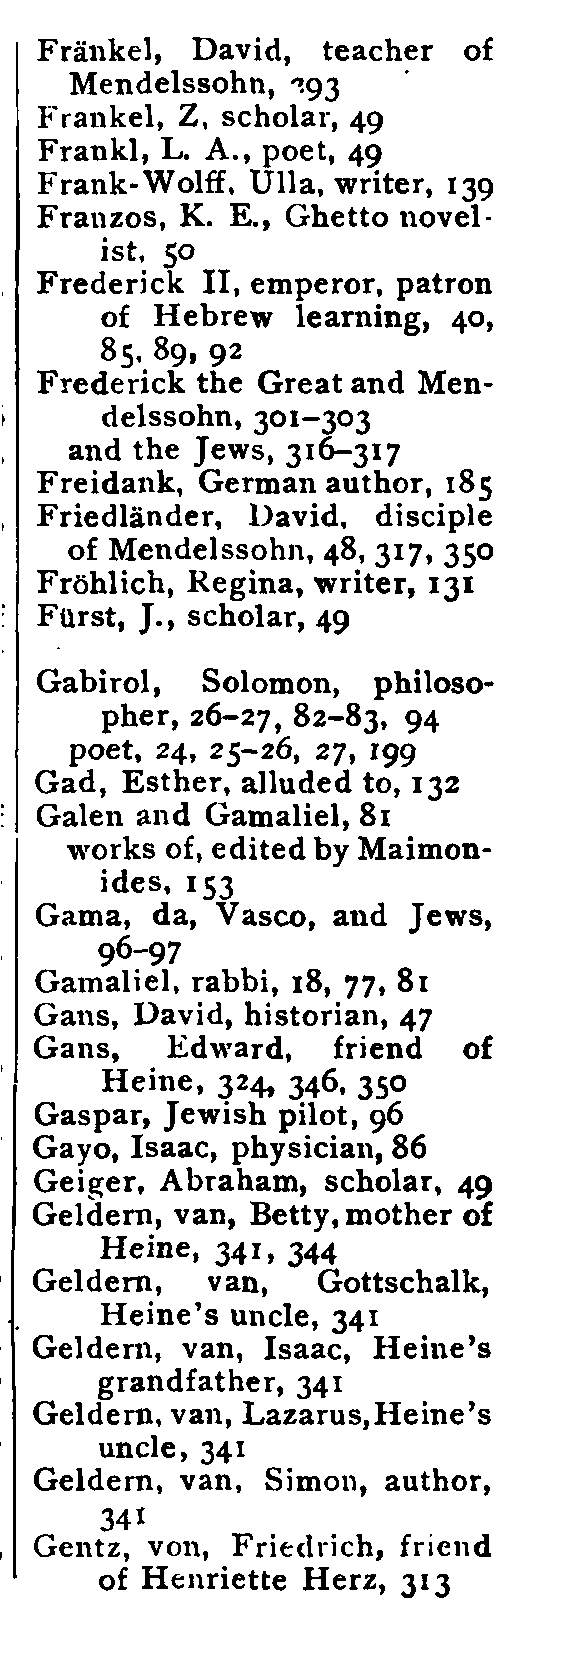 Fränkel, David, teacher of
Mendelssohn, 293
Frankel, Z, scholar, 49
Frankl, L. A., poet, 49
Frank-Wolff, Ulla, writer, 139
Franzos, K. E., Ghetto novel-
ist, 50
Frederick II, emperor, patron
of Hebrew learning, 40,
85, 89, 92
Frederick the Great and Men-
delssohn, 301–303
and the Jews, 316–317
Freidank, German author, 185
Friedländer, David, disciple
of Mendelssohn, 48, 317, 350
Fröhlich, Regina, writer, 131
Fürst, J., scholar, 49
Gabirol, Solomon, philoso-
pher, 26–27, 82–83, 94
poet, 24, 25–26, 27, 199
Gad, Esther, alluded to, 132
Galen and Gamaliel, 81
works of, edited by Maimon-
ides, 153
Gama, da, Vasco, and Jews,
96–97
Gamaliel, rabbi, 18, 77, 81
Gans, David, historian, 47
Gans, Edward, friend of
Heine, 324, 346, 350
Gaspar, Jewish pilot, 96
Gayo, Isaac, physician, 86
Geiger, Abraham, scholar, 49
Geldern, van, Betty, mother of
Heine, 341, 344
Geldern, van, Gottschalk,
Heine's uncle, 341
Geldern, van, Isaac, Heine's
grandfather, 341
Geldern, van, Lazarus, Heine's
uncle, 341
Geldern, van, Simon, author,
341
Gentz, von, Friedrich, friend
of Henriette Herz, 313